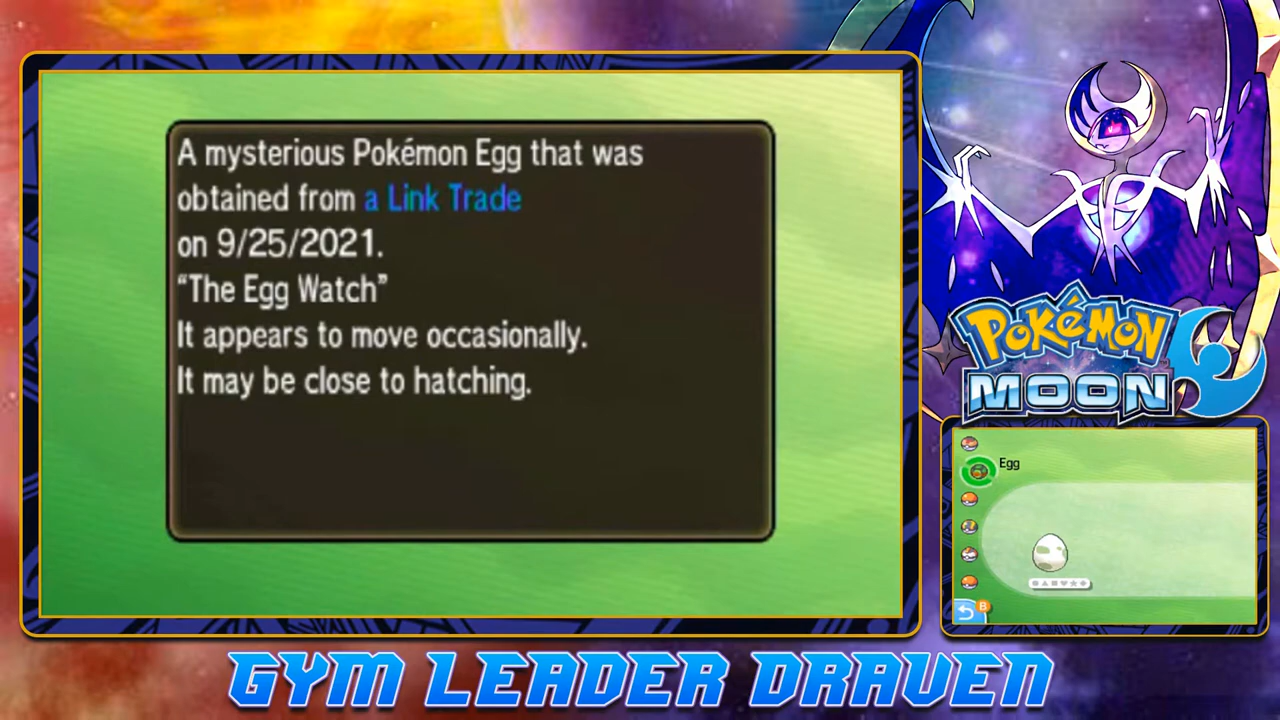 A mysterious Pokémon Egg that was
obtained from a Link Trade
on 9/25/2021.
“The Egg Watch”
It appears to move occasionally.
It may be close to hatching.
POKéMON
MOON
Egg
B
GYM LEADER DRAVEN